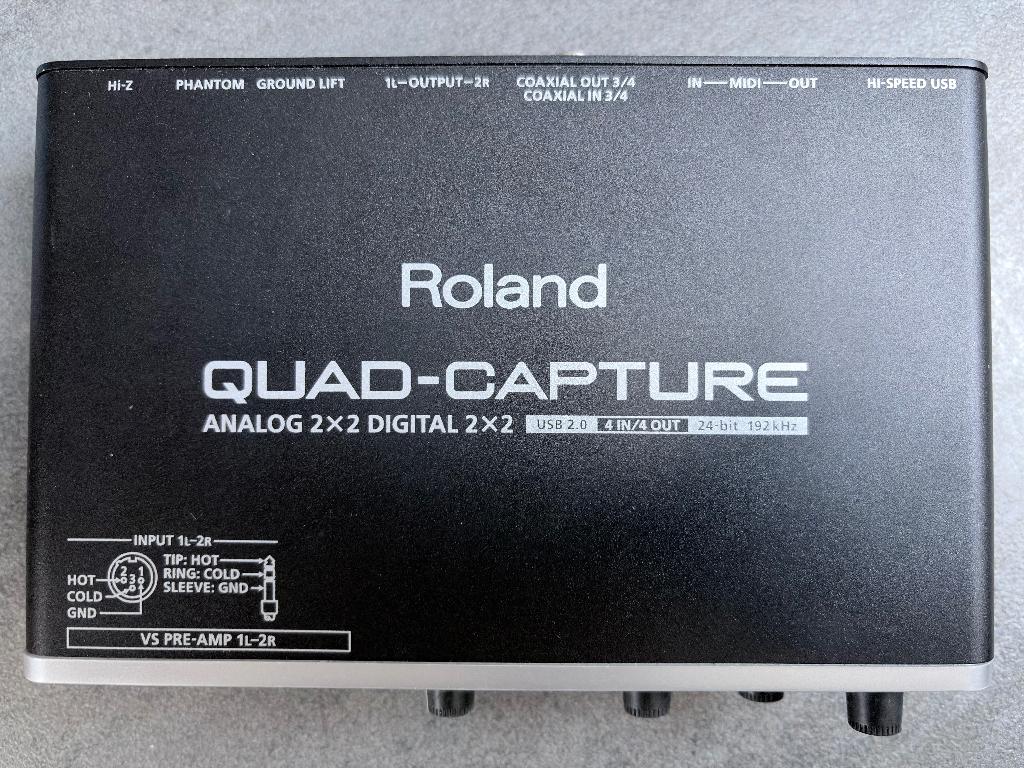 Hi-Z PHANTOM GROUND LIFT 1L–OUTPUT–2R COAXIAL OUT 3/4 IN—MIDI—OUT HI-SPEED USB
COAXIAL IN 3/4
Roland
QUAD-CAPTURE
ANALOG 2×2 DIGITAL 2×2 USB 2.0 4 IN/4 OUT 24-bit 192kHz
INPUT 1L–2R
TIP: HOT
RING: COLD
SLEEVE: GND
2 1
3
HOT
COLD
GND
VS PRE-AMP 1L–2R